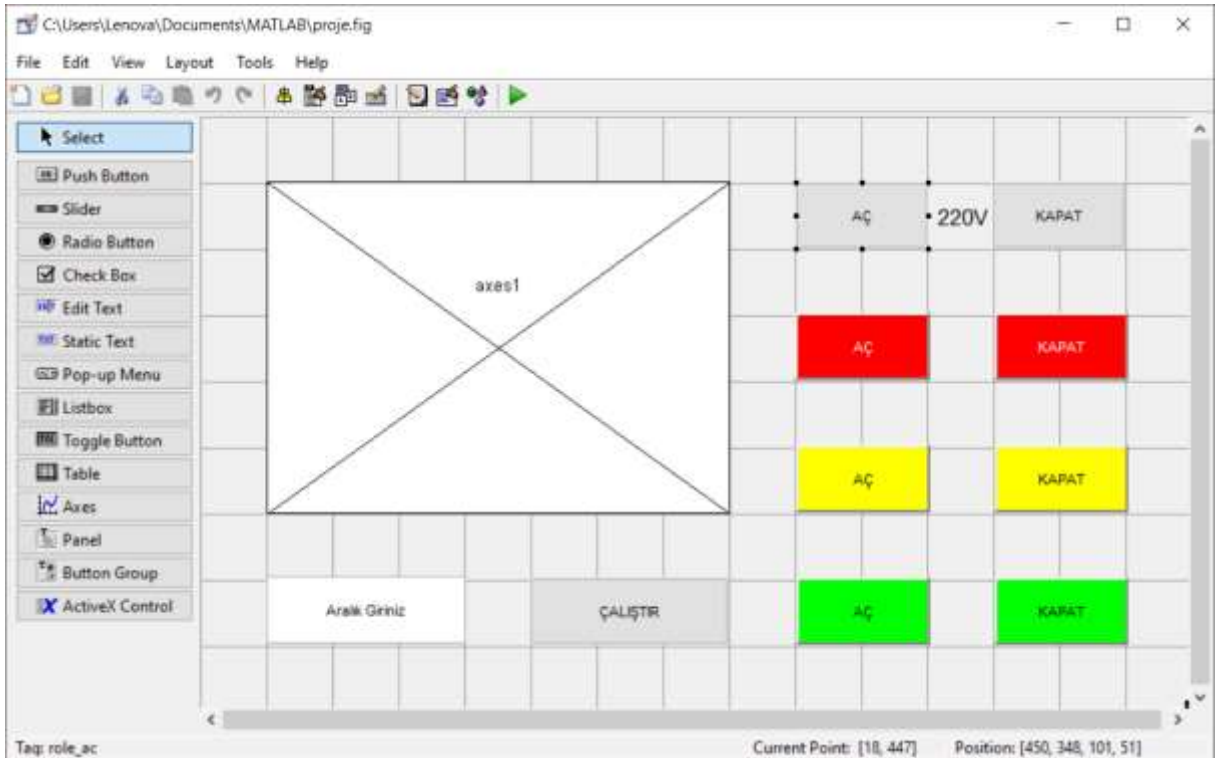 C:\Users\Lenova\Documents\MATLAB\proje.fig
File Edit View Layout Tools Help
Select
Push Button
Slider
Radio Button
Check Box
Edit Text
Static Text
Pop-up Menu
Listbox
Toggle Button
Table
Axes
Panel
Button Group
ActiveX Control
axes1
AÇ 220V KAPAT
AÇ KAPAT
AÇ KAPAT
Aralık Giriniz ÇALIŞTIR AÇ KAPAT
Tag: role_ac Current Point: [18, 447] Position: [450, 348, 101, 51]